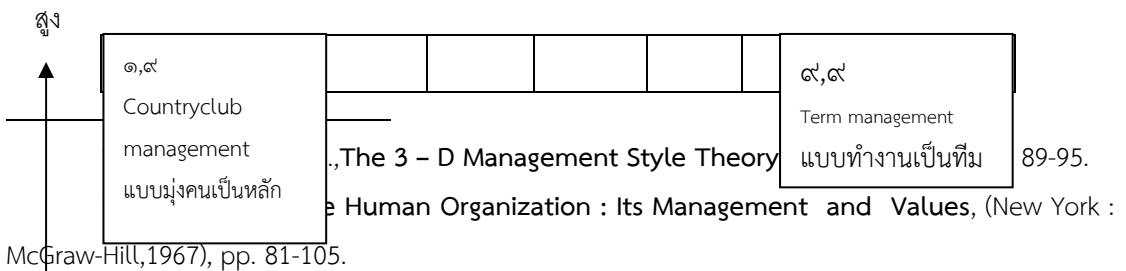 สูง
๑,๙
Countryclub
management
แบบมุ่งคนเป็นหลัก
๙,๙
Term management
แบบทำงานเป็นทีม
.,The 3 – D Management Style Theory 89-95.
e Human Organization : Its Management and Values, (New York :
McGraw-Hill,1967), pp. 81-105.